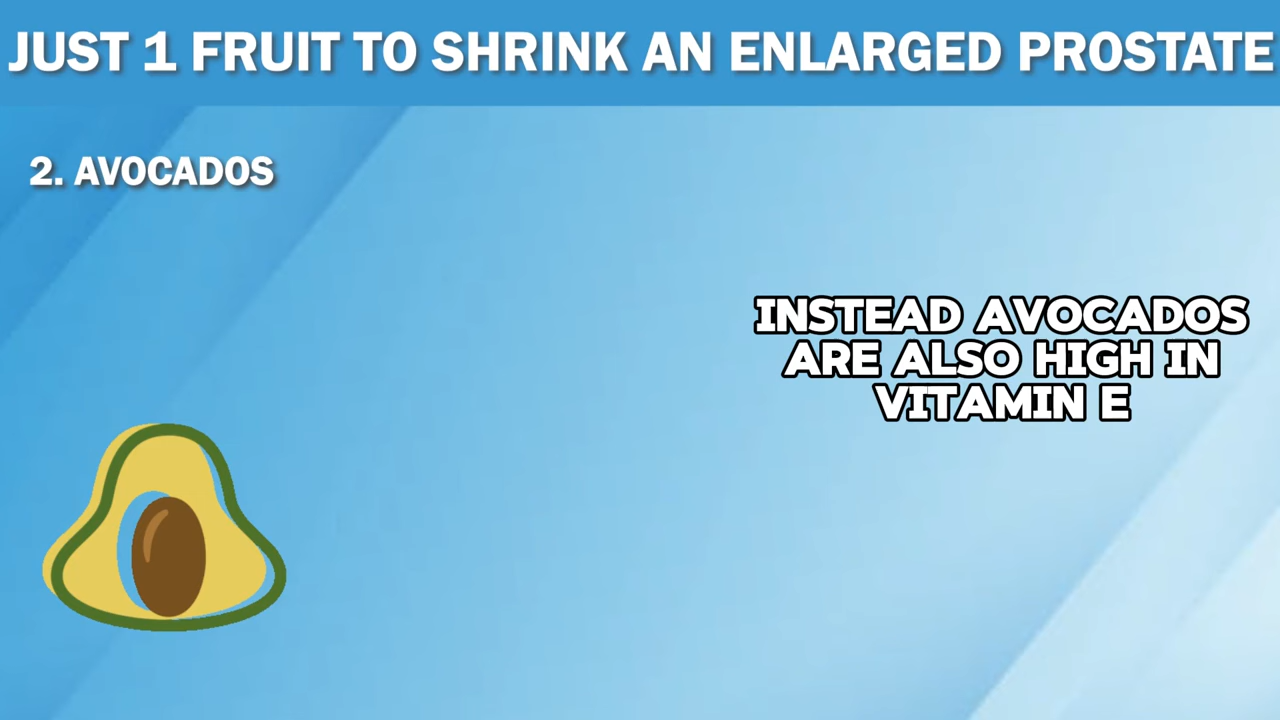 JUST 1 FRUIT TO SHRINK AN ENLARGED PROSTATE
2. AVOCADOS
INSTEAD AVOCADOS
ARE ALSO HIGH IN
VITAMIN E